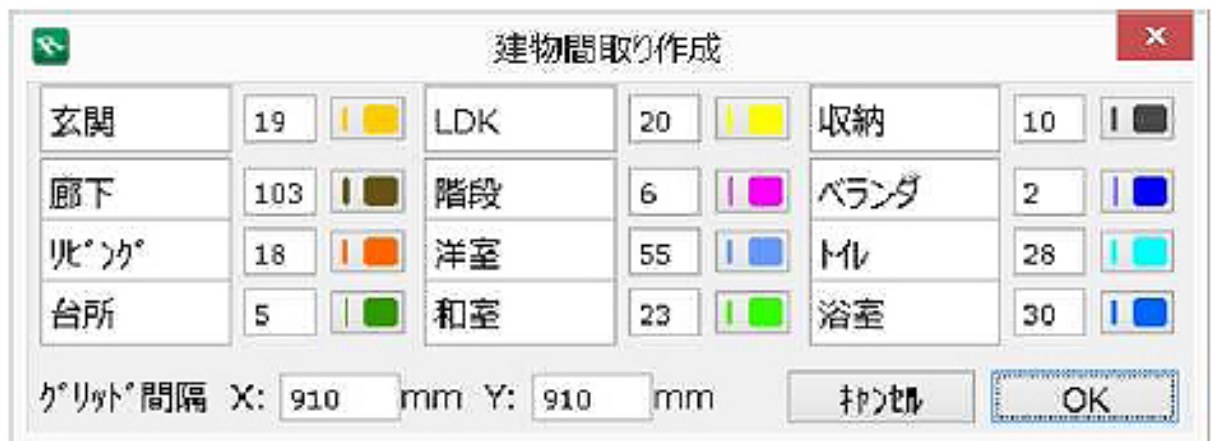 建物間取り作成
玄関 19 LDK 20 収納 10
廊下 103 階段 6 ベランダ 2
ﾘﾋﾞﾝｸﾞ 18 洋室 55 ﾄｲﾚ 28
台所 5 和室 23 浴室 30
ｸﾞﾘｯﾄﾞ間隔 X: 910 mm Y: 910 mm ｷｬﾝｾﾙ OK